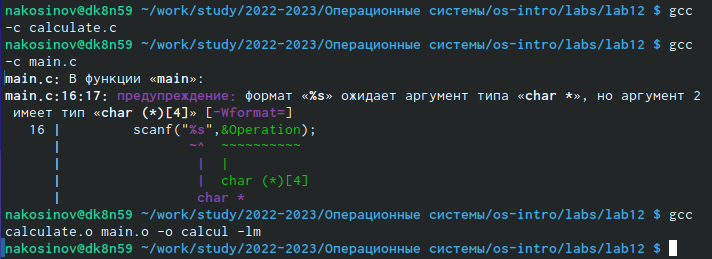 nakosinov@dk8n59 ~/work/study/2022-2023/Операционные системы/os-intro/labs/lab12 $ gcc
-c calculate.c
nakosinov@dk8n59 ~/work/study/2022-2023/Операционные системы/os-intro/labs/lab12 $ gcc
-c main.c
main.c: В функции «main»:
main.c:16:17: предупреждение: формат «%s» ожидает аргумент типа «char *», но аргумент 2
имеет тип «char (*)[4]» [-Wformat=]
16 | scanf("%s",&Operation);
| ~^ ~~~~~~~~~~
| | |
| | char (*)[4]
| char *
nakosinov@dk8n59 ~/work/study/2022-2023/Операционные системы/os-intro/labs/lab12 $ gcc
calculate.o main.o -o calcul -lm
nakosinov@dk8n59 ~/work/study/2022-2023/Операционные системы/os-intro/labs/lab12 $